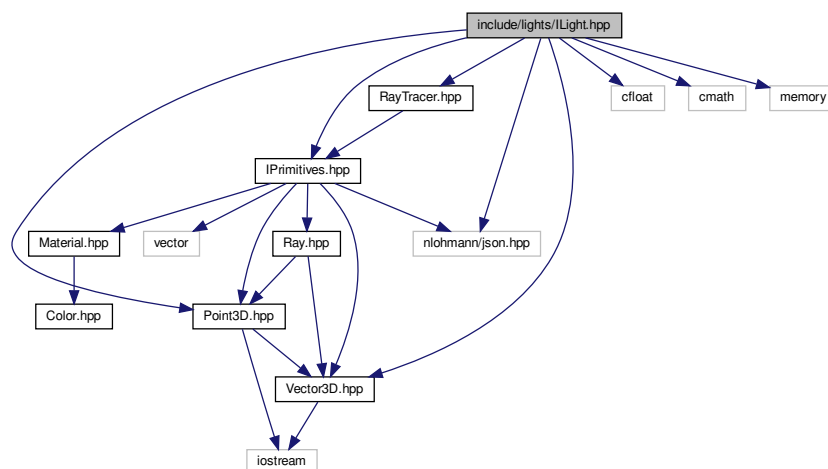 include/lights/ILight.hpp
RayTracer.hpp
cfloat
cmath
memory
IPrimitives.hpp
Material.hpp
vector
Ray.hpp
nlohmann/json.hpp
Color.hpp
Point3D.hpp
Vector3D.hpp
iostream